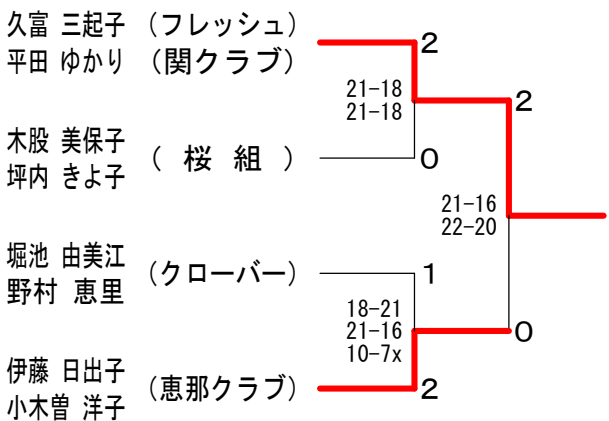 久富 三起子 (フレッシュ)
平田 ゆかり (関クラブ)
2
21-18
21-18
2
木股 美保子
坪内 きよ子
( 桜 組 )
0
21-16
22-20
堀池 由美江
野村 恵里
(クローバー)
1
18-21
21-16
10-7x
0
伊藤 日出子
小木曽 洋子
(恵那クラブ)
2